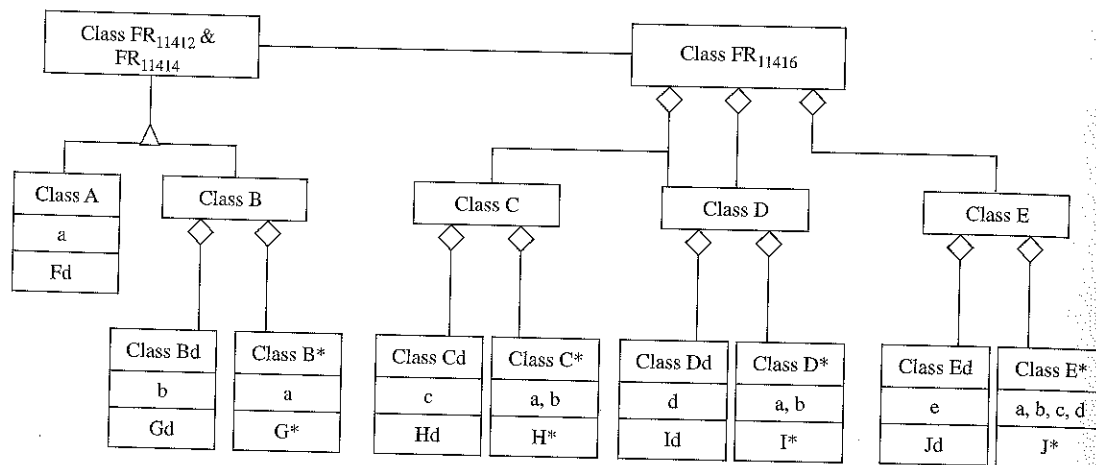 Class FR₁₁₄₁₂ &
FR₁₁₄₁₄
Class FR₁₁₄₁₆
Class A
a
Fd
Class B
Class C
Class D
Class E
Class Bd
b
Gd
Class B*
a
G*
Class Cd
c
Hd
Class C*
a, b
H*
Class Dd
d
Id
Class D*
a, b
I*
Class Ed
e
Jd
Class E*
a, b, c, d
J*